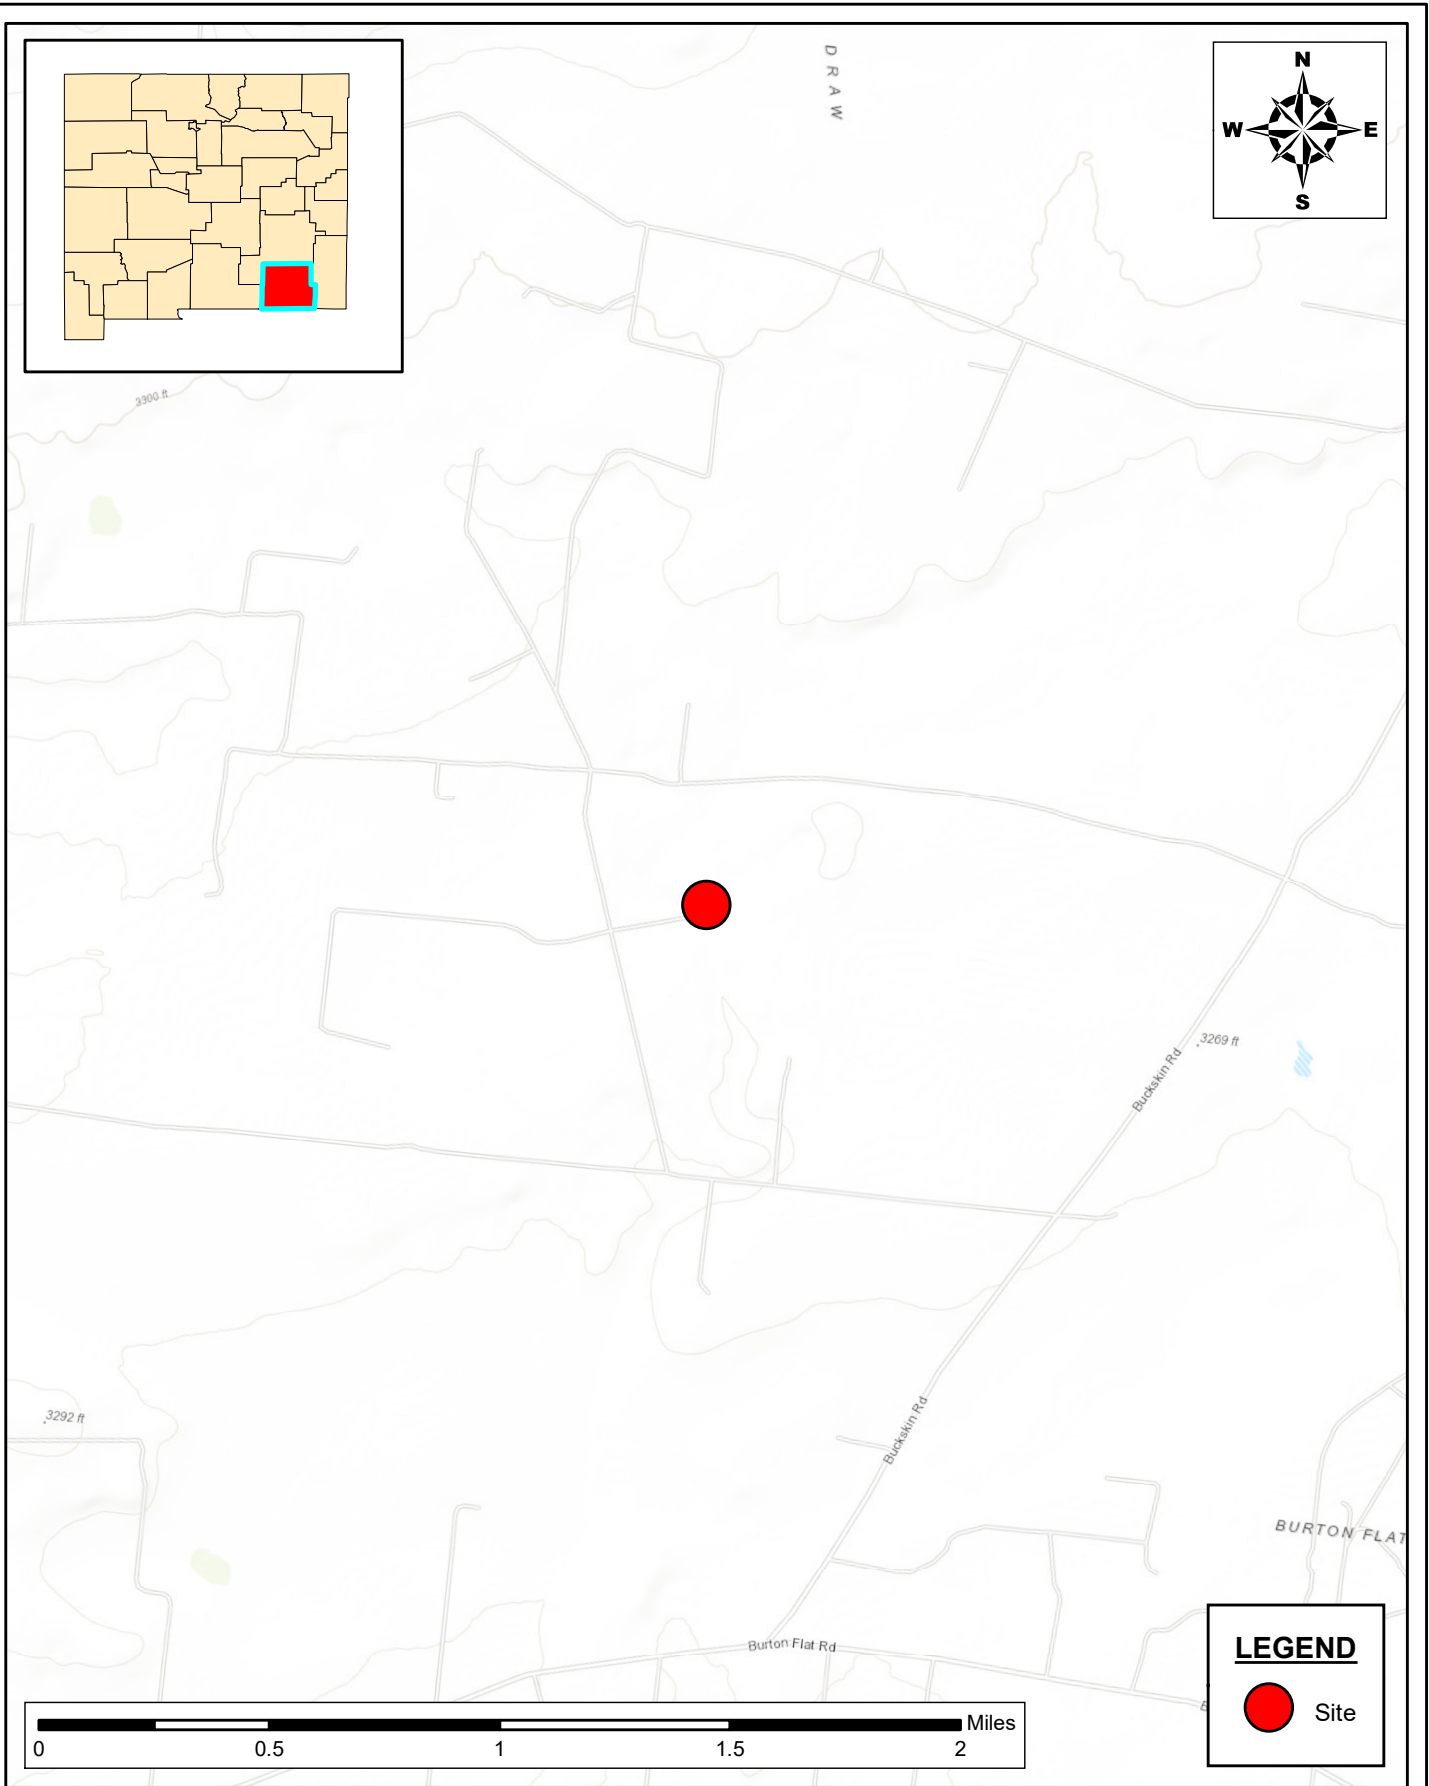 DRAW
N
W
E
S
3300 ft
3269 ft
Buckskin Rd
3292 ft
Buckskin Rd
BURTON FLAT
Burton Flat Rd
LEGEND
Site
Miles
0 0.5 1 1.5 2